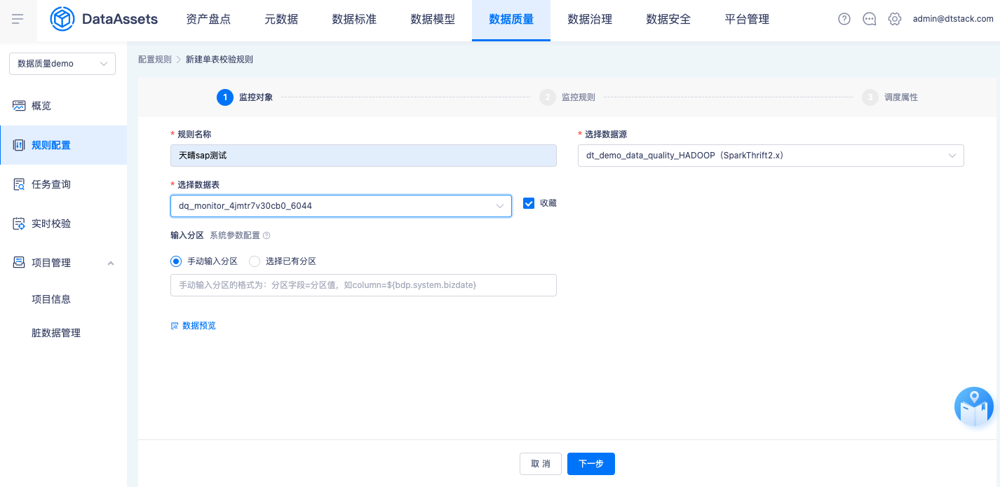 DataAssets 资产盘点 元数据 数据标准 数据模型 数据质量 数据治理 数据安全 平台管理 admin@dtstack.com
数据质量demo
概览
规则配置
任务查询
实时校验
项目管理
项目信息
脏数据管理
配置规则 > 新建单表校验规则
1 监控对象 2 监控规则 3 调度属性
* 规则名称 * 选择数据源
天晴sap测试 dt_demo_data_quality_HADOOP（SparkThrift2.x）
* 选择数据表
dq_monitor_4jmtr7v30cb0_6044 收藏
输入分区 系统参数配置
手动输入分区 选择已有分区
手动输入分区的格式为：分区字段=分区值，如column=${bdp.system.bizdate}
数据预览
取 消 下一步